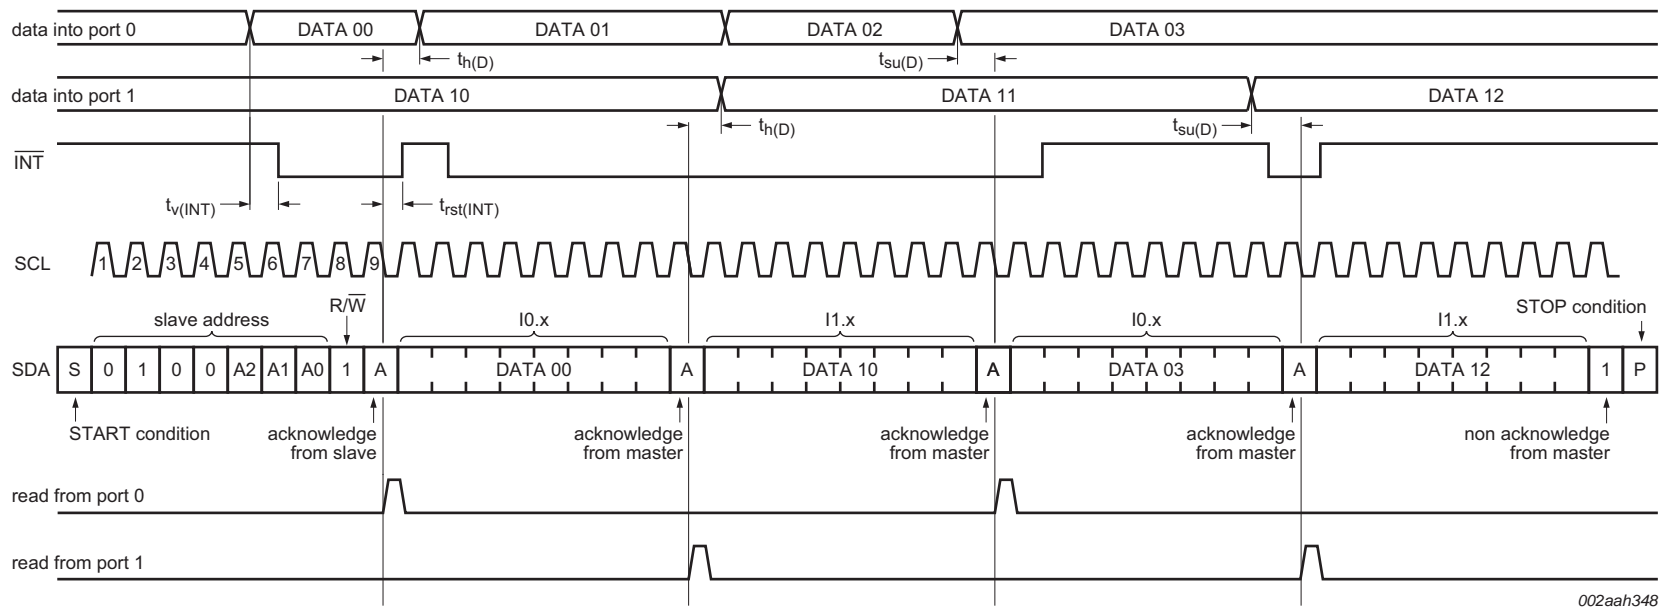 data into port 0 DATA 00 DATA 01 DATA 02 DATA 03
th(D) tsu(D)
data into port 1 DATA 10 DATA 11 DATA 12
th(D) tsu(D)
INT
tv(INT) trst(INT)
SCL 1 2 3 4 5 6 7 8 9
R/W
slave address I0.x I1.x I0.x I1.x STOP condition
SDA S 0 1 0 0 A2 A1 A0 1 A DATA 00 A DATA 10 A DATA 03 A DATA 12 1 P
START condition acknowledge acknowledge acknowledge acknowledge non acknowledge
from slave from master from master from master from master
read from port 0
read from port 1
002aah348